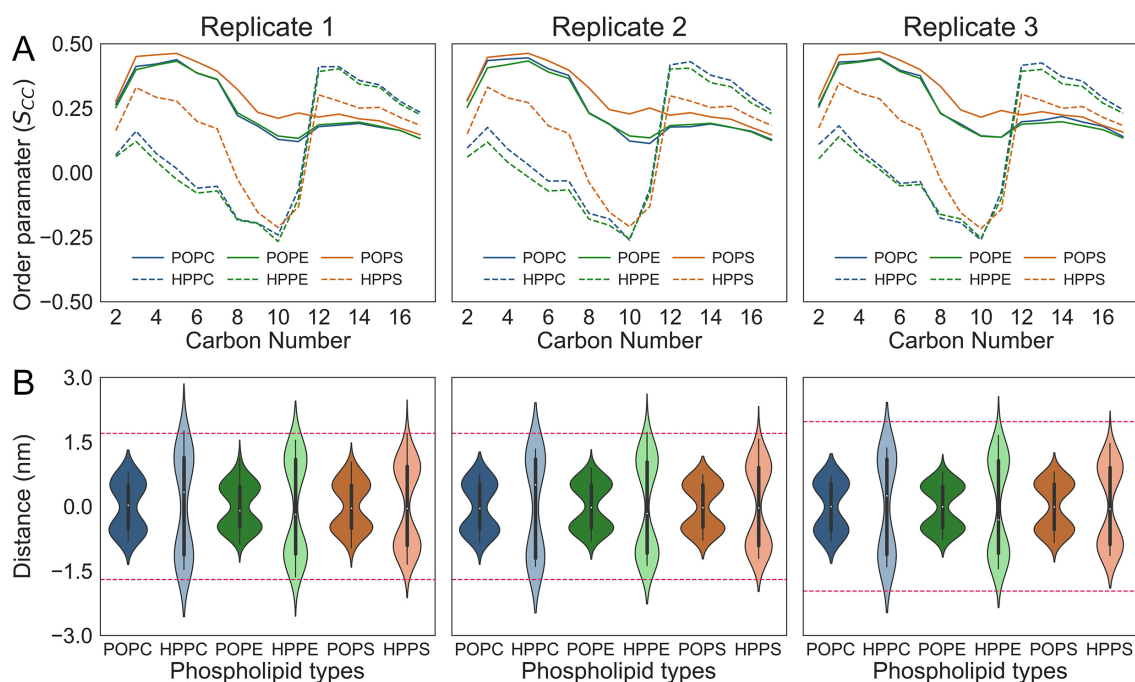 Replicate 1 Replicate 2 Replicate 3
A
Order paramater (SCC)
0.50
0.25
0.00
−0.25
−0.50
POPC POPE POPS
HPPC HPPE HPPS
POPC POPE POPS
HPPC HPPE HPPS
POPC POPE POPS
HPPC HPPE HPPS
2 4 6 8 10 12 14 16
2 4 6 8 10 12 14 16
2 4 6 8 10 12 14 16
Carbon Number Carbon Number Carbon Number
B
Distance (nm)
3.0
1.5
0.0
−1.5
−3.0
POPC HPPC POPE HPPE POPS HPPS
POPC HPPC POPE HPPE POPS HPPS
POPC HPPC POPE HPPE POPS HPPS
Phospholipid types Phospholipid types Phospholipid types